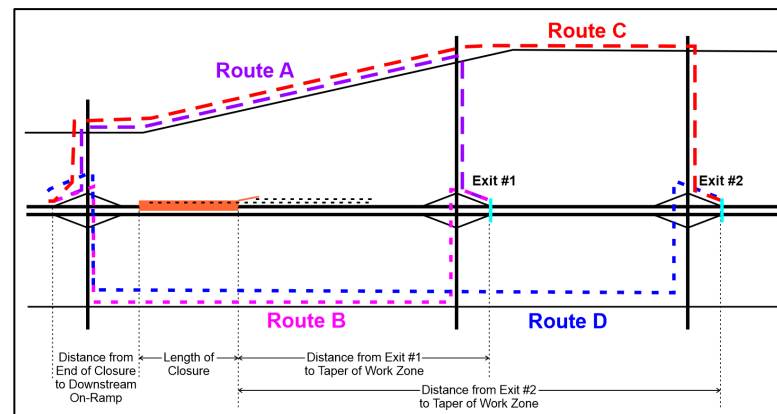 Route C
Route A
Exit #1
Exit #2
Route B
Route D
Distance from
End of Closure
to Downstream
On-Ramp
Length of
Closure
Distance from Exit #1
to Taper of Work Zone
Distance from Exit #2
to Taper of Work Zone